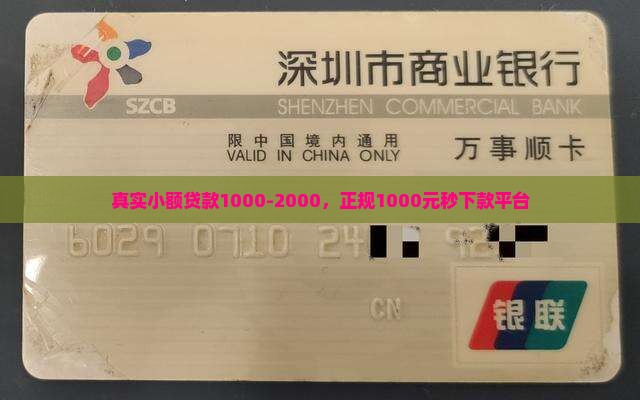 深圳市商业银行
SZCB
SHENZHEN COMMERCIAL BANK
限中国境内通用
VALID IN CHINA ONLY
万事顺卡
真实小额贷款1000-2000，正规1000元秒下款平台
6029 0710 24
CN
银联